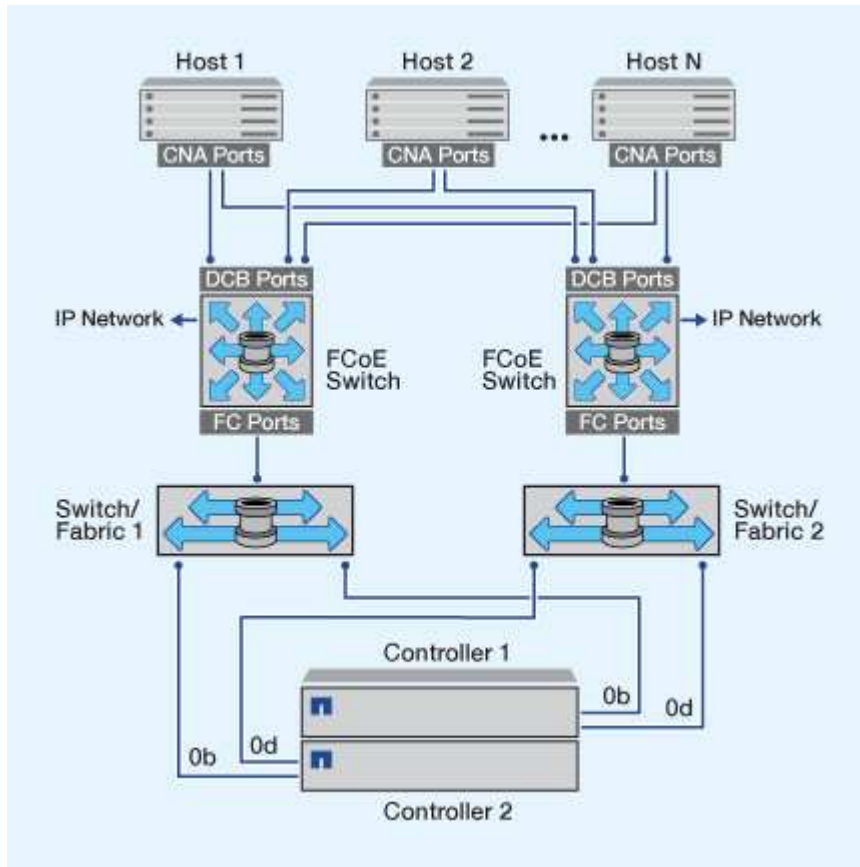 Host 1
Host 2
Host N
...
CNA Ports
CNA Ports
CNA Ports
DCB Ports
DCB Ports
IP Network
IP Network
FCoE
Switch
FCoE
Switch
FC Ports
FC Ports
Switch/
Fabric 1
Switch/
Fabric 2
Controller 1
0b
0d
0d
0b
Controller 2